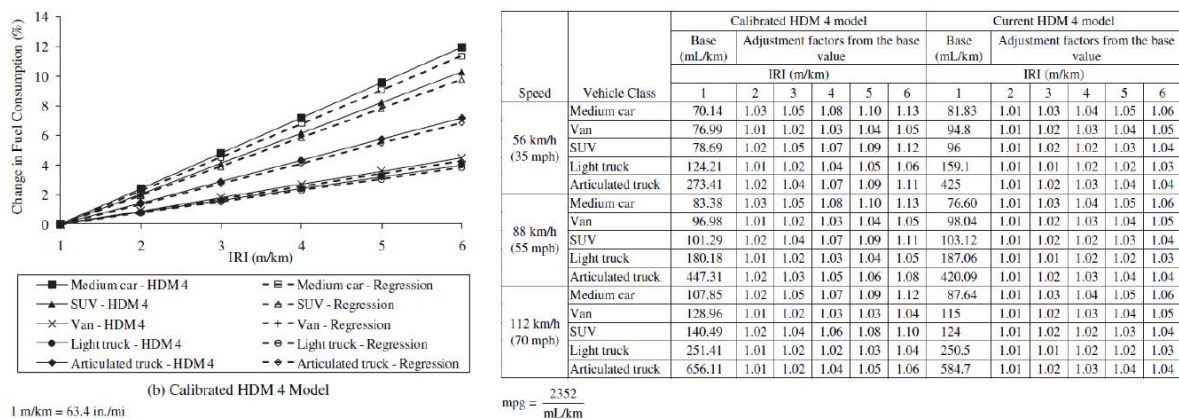 Change in Fuel Consumption (%)
14
12
10
8
6
4
2
0
1 2 3 4 5 6
IRI (m/km)
Medium car - HDM 4 Medium car - Regression
SUV - HDM 4 SUV - Regression
Van - HDM 4 Van - Regression
Light truck - HDM 4 Light truck - Regression
Articulated truck - HDM 4 Articulated truck - Regression
(b) Calibrated HDM 4 Model
1 m/km = 63.4 in./mi
Calibrated HDM 4 model Current HDM 4 model
Base (mL/km) Adjustment factors from the base value Base (mL/km) Adjustment factors from the base value
IRI (m/km) IRI (m/km)
Speed Vehicle Class 1 2 3 4 5 6 1 2 3 4 5 6
56 km/h (35 mph)
Medium car 70.14 1.03 1.05 1.08 1.10 1.13 81.83 1.01 1.03 1.04 1.05 1.06
Van 76.99 1.01 1.02 1.03 1.04 1.05 94.8 1.01 1.02 1.03 1.04 1.05
SUV 78.69 1.02 1.05 1.07 1.09 1.12 96 1.01 1.02 1.02 1.03 1.04
Light truck 124.21 1.01 1.02 1.04 1.05 1.06 159.1 1.01 1.01 1.02 1.02 1.03
Articulated truck 273.41 1.02 1.04 1.07 1.09 1.11 425 1.01 1.02 1.03 1.04 1.04
88 km/h (55 mph)
Medium car 83.38 1.03 1.05 1.08 1.10 1.13 76.60 1.01 1.03 1.04 1.05 1.06
Van 96.98 1.01 1.02 1.03 1.04 1.05 98.04 1.01 1.02 1.03 1.04 1.05
SUV 101.29 1.02 1.04 1.07 1.09 1.11 103.12 1.01 1.02 1.02 1.03 1.04
Light truck 180.18 1.01 1.02 1.03 1.04 1.05 187.06 1.01 1.01 1.02 1.02 1.03
Articulated truck 447.31 1.02 1.03 1.05 1.06 1.08 420.09 1.01 1.02 1.03 1.04 1.04
112 km/h (70 mph)
Medium car 107.85 1.02 1.05 1.07 1.09 1.12 87.64 1.01 1.03 1.04 1.05 1.06
Van 128.96 1.01 1.02 1.03 1.03 1.04 115 1.01 1.02 1.03 1.04 1.05
SUV 140.49 1.02 1.04 1.06 1.08 1.10 124 1.01 1.02 1.02 1.03 1.04
Light truck 251.41 1.01 1.02 1.02 1.03 1.04 250.5 1.01 1.01 1.02 1.02 1.03
Articulated truck 656.11 1.01 1.02 1.04 1.05 1.06 584.7 1.01 1.02 1.03 1.04 1.04
mpg = 2352
mL/km